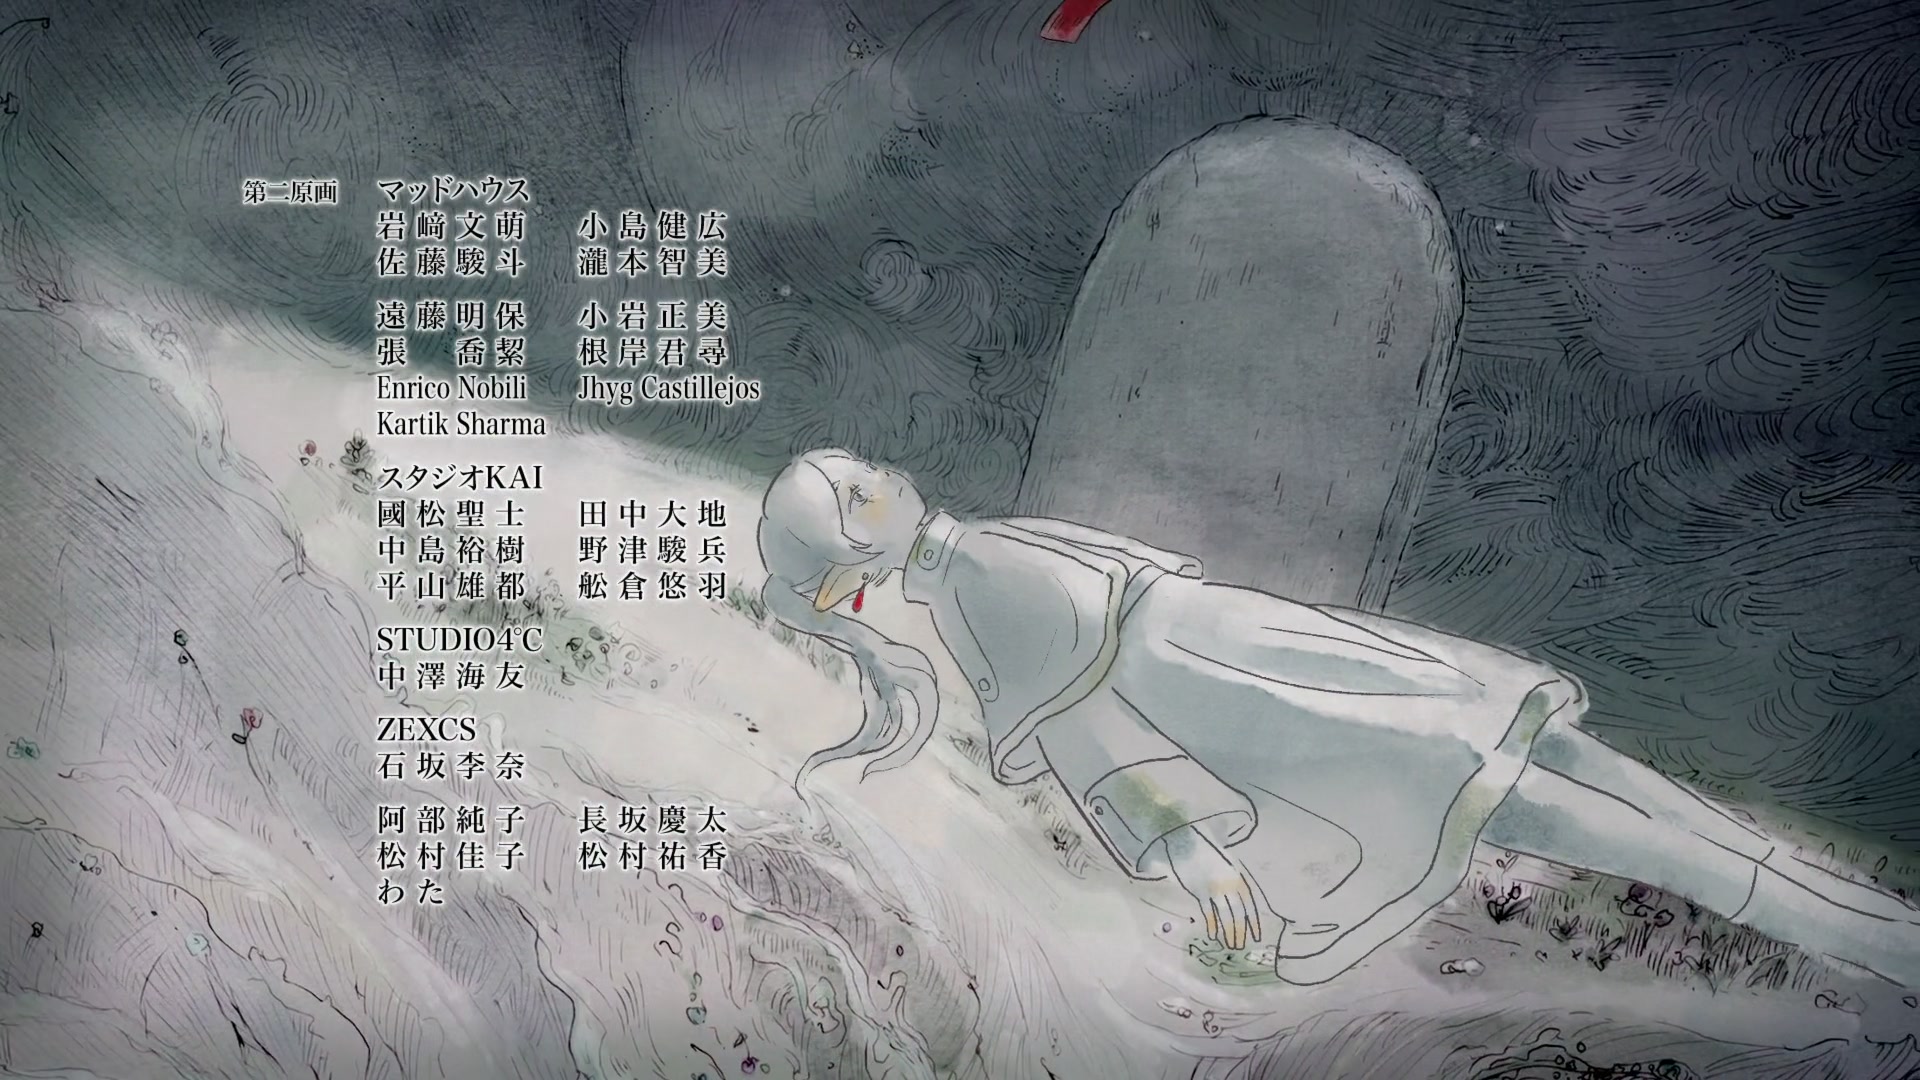 第二原画 マッドハウス
岩﨑文萌 小島健広
佐藤駿斗 瀧本智美
遠藤明保 小岩正美
張 喬絜 根岸君尋
Enrico Nobili Jhyg Castillejos
Kartik Sharma
スタジオKAI
國松聖士 田中大地
中島裕樹 野津駿兵
平山雄都 舩倉悠羽
STUDIO4℃
中澤海友
ZEXCS
石坂李奈
阿部純子 長坂慶太
松村佳子 松村祐香
わた